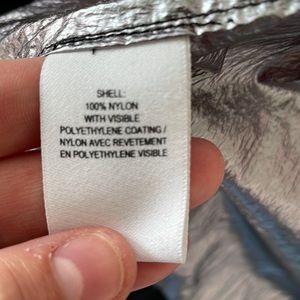 SHELL:
100% NYLON
WITH VISIBLE
POLYETHYLENE COATING /
NYLON AVEC REVETEMENT
EN POLYETHYLENE VISIBLE